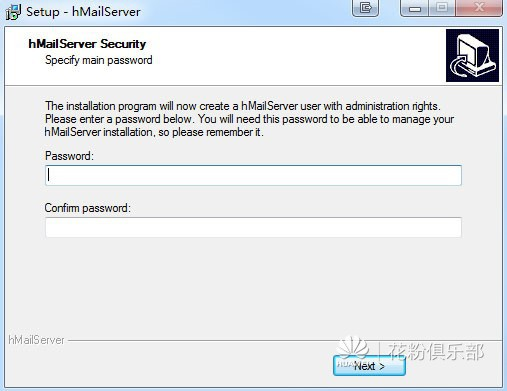 Setup - hMailServer
hMailServer Security
Specify main password
The installation program will now create a hMailServer user with administration rights.
Please enter a password below. You will need this password to be able to manage your
hMailServer installation, so please remember it.
Password:
Confirm password:
hMailServer
花粉俱乐部
Next >